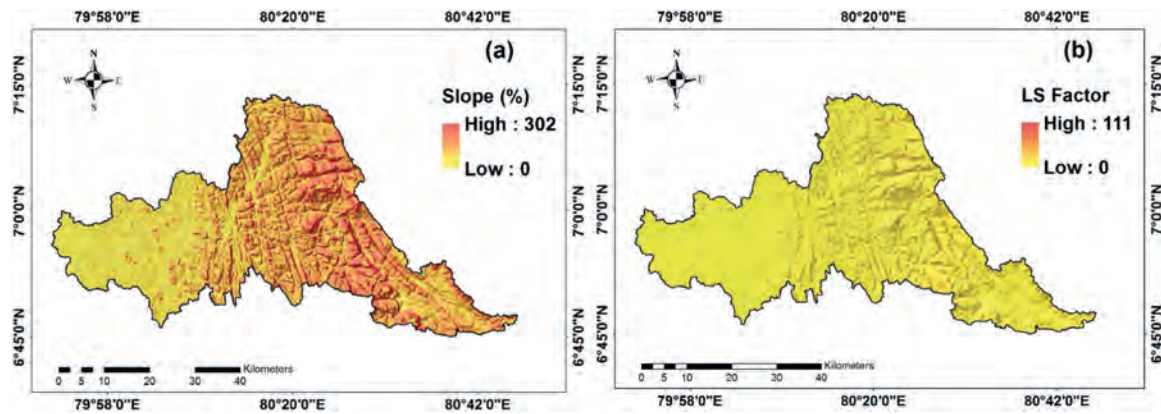 79°58'0"E 80°20'0"E 80°42'0"E
(a)
N
W E
S
7°15'0"N
7°0'0"N
6°45'0"N
Slope (%)
High : 302
Low : 0
0 5 10 20 30 40 Kilometers
79°58'0"E 80°20'0"E 80°42'0"E
79°58'0"E 80°20'0"E 80°42'0"E
(b)
N
W E
S
7°15'0"N
7°0'0"N
6°45'0"N
LS Factor
High : 111
Low : 0
7°15'0"N
7°0'0"N
6°45'0"N
0 5 10 20 30 40 Kilometers
79°58'0"E 80°20'0"E 80°42'0"E